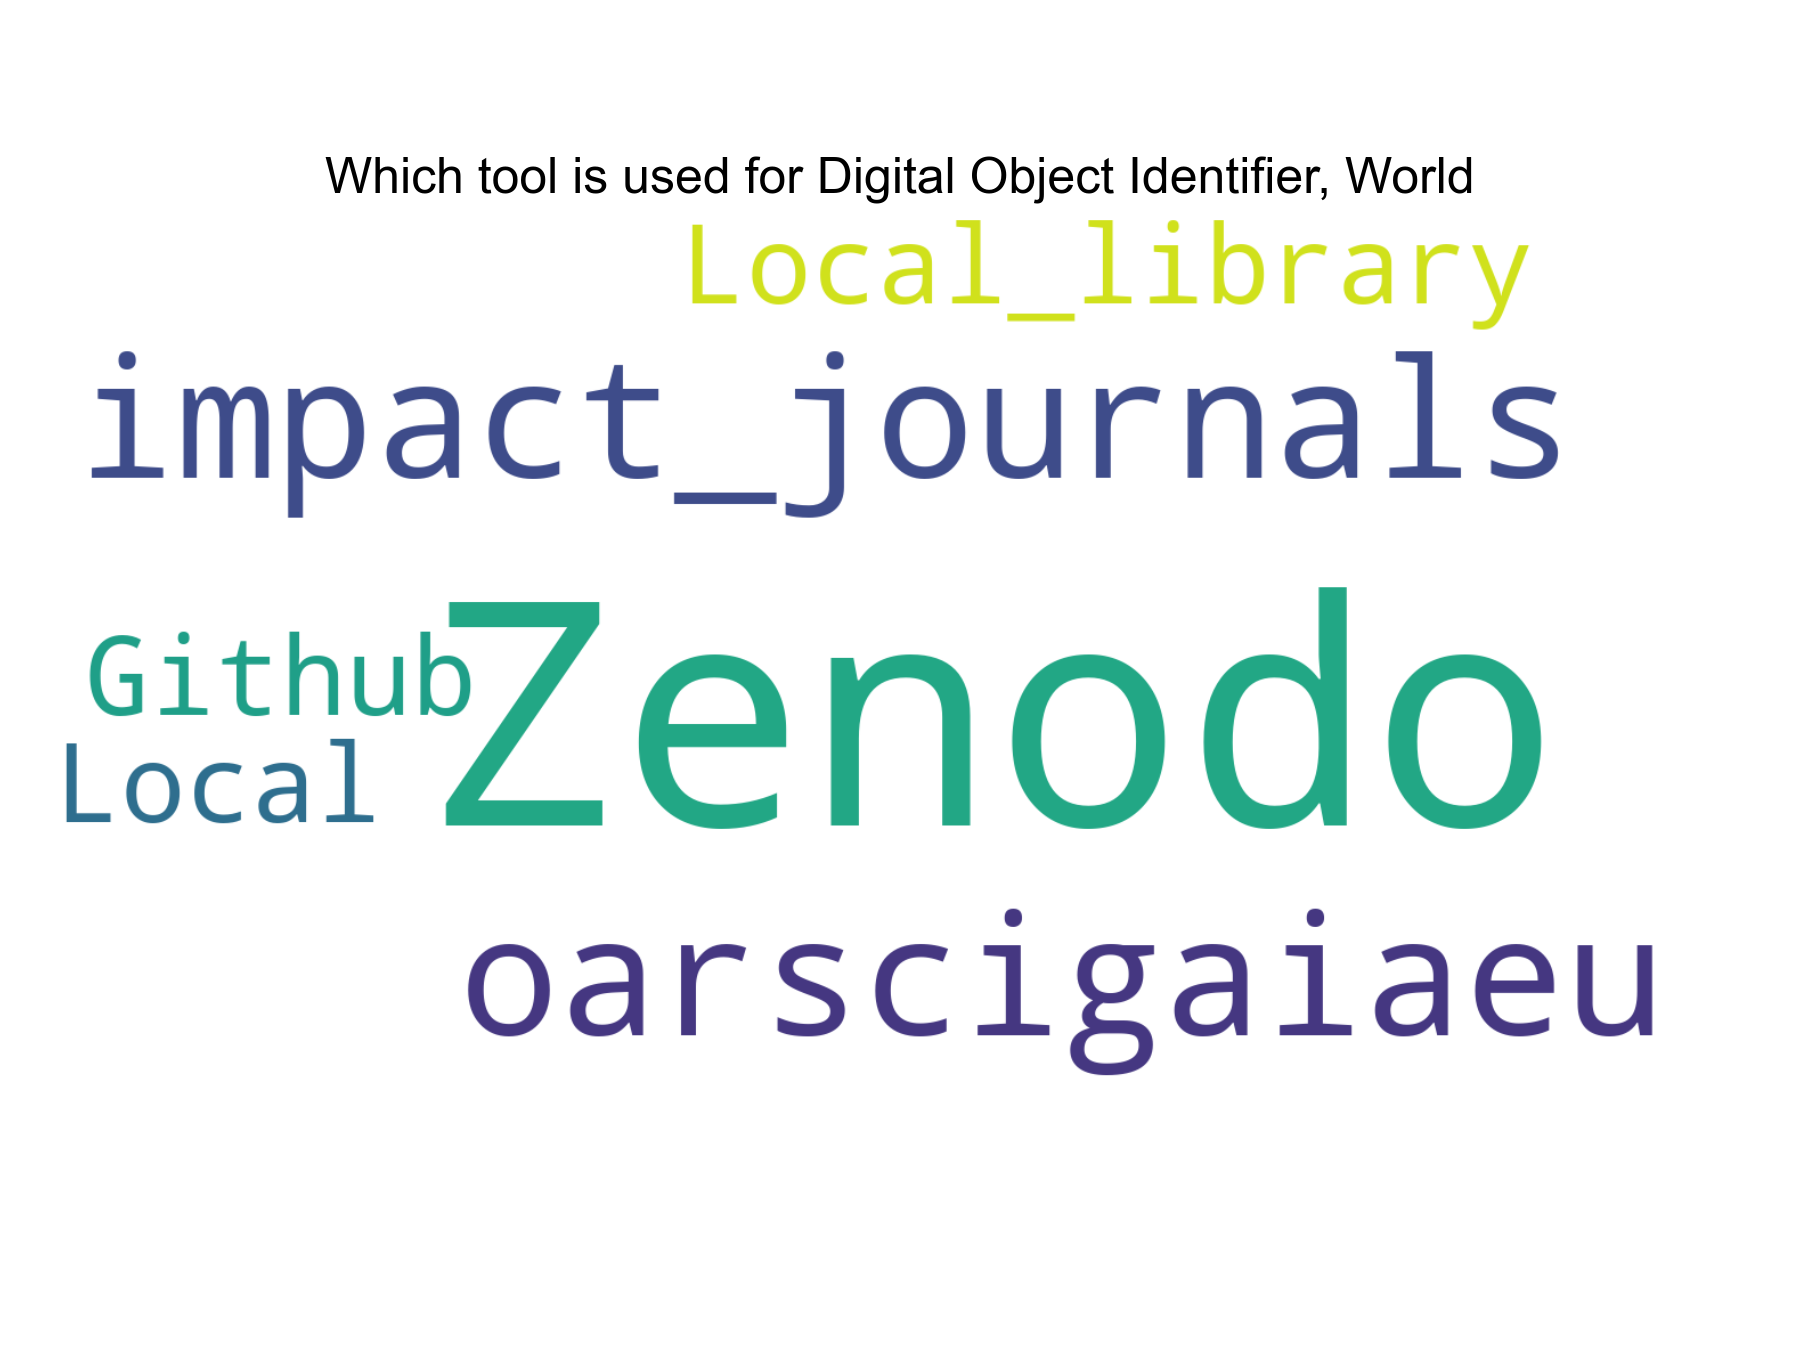 Which tool is used for Digital Object Identifier, World
Local_library
impact_journals
Github
Zenodo
Local
oarscigaiaeu